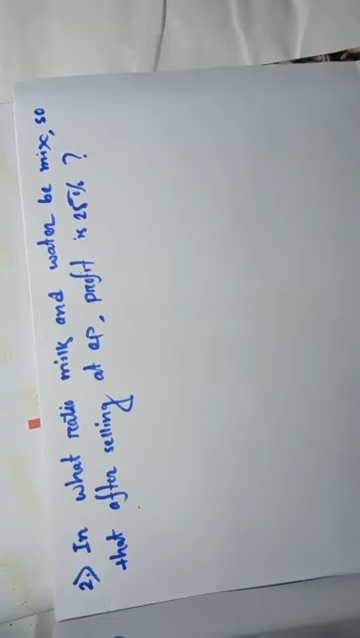 2.) In what ratio milk and water be mix, so
that after selling at cp, profit is 25% ?